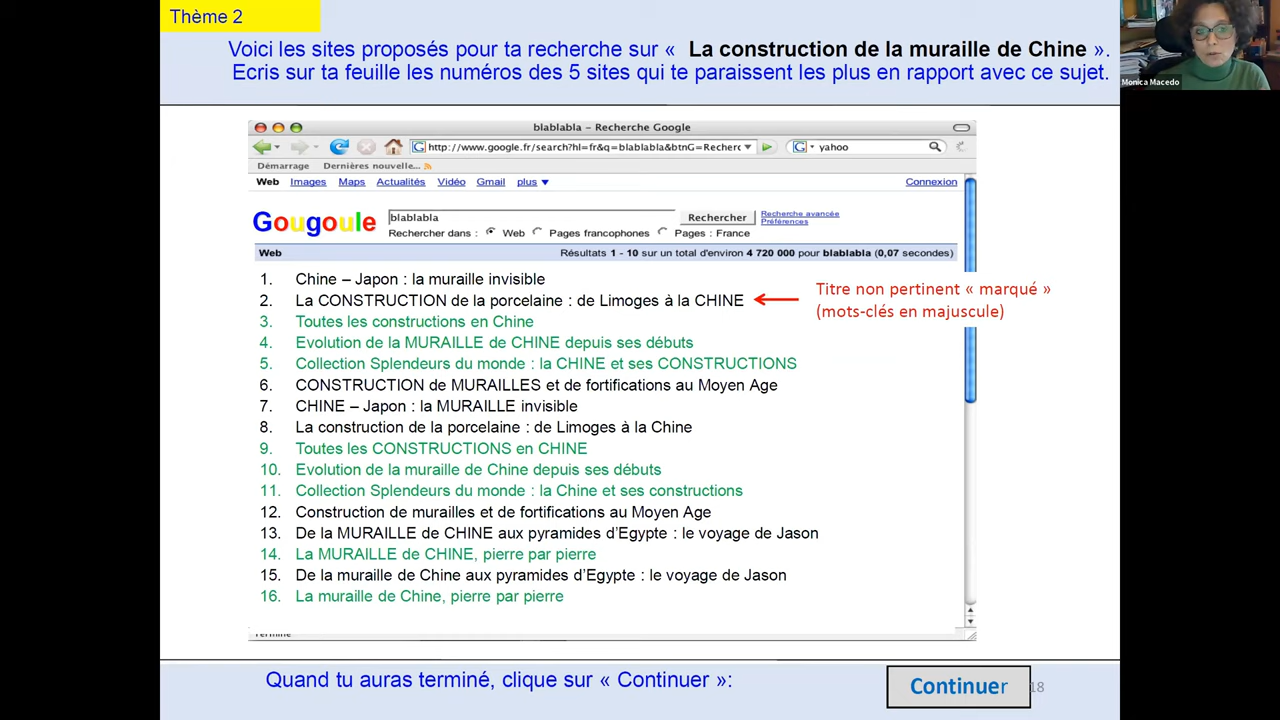 Thème 2
Voici les sites proposés pour ta recherche sur « La construction de la muraille de Chine ».
Ecris sur ta feuille les numéros des 5 sites qui te paraissent les plus en rapport avec ce sujet.
Monica Macedo
blablabla – Recherche Google
http://www.google.fr/search?hl=fr&q=blablabla&btnG=Recherc
yahoo
Démarrage Dernières nouvelle...
Web Images Maps Actualités Vidéo Gmail plus Connexion
Gougoule
blablabla
Rechercher
Recherche avancée
Préférences
Rechercher dans : Web Pages francophones Pages : France
Web Résultats 1 - 10 sur un total d'environ 4 720 000 pour blablabla (0,07 secondes)
1. Chine – Japon : la muraille invisible
2. La CONSTRUCTION de la porcelaine : de Limoges à la CHINE
Titre non pertinent « marqué »
(mots-clés en majuscule)
3. Toutes les constructions en Chine
4. Evolution de la MURAILLE de CHINE depuis ses débuts
5. Collection Splendeurs du monde : la CHINE et ses CONSTRUCTIONS
6. CONSTRUCTION de MURAILLES et de fortifications au Moyen Age
7. CHINE – Japon : la MURAILLE invisible
8. La construction de la porcelaine : de Limoges à la Chine
9. Toutes les CONSTRUCTIONS en CHINE
10. Evolution de la muraille de Chine depuis ses débuts
11. Collection Splendeurs du monde : la Chine et ses constructions
12. Construction de murailles et de fortifications au Moyen Age
13. De la MURAILLE de CHINE aux pyramides d'Egypte : le voyage de Jason
14. La MURAILLE de CHINE, pierre par pierre
15. De la muraille de Chine aux pyramides d'Egypte : le voyage de Jason
16. La muraille de Chine, pierre par pierre
Terminé
Quand tu auras terminé, clique sur « Continuer »:
Continuer
18